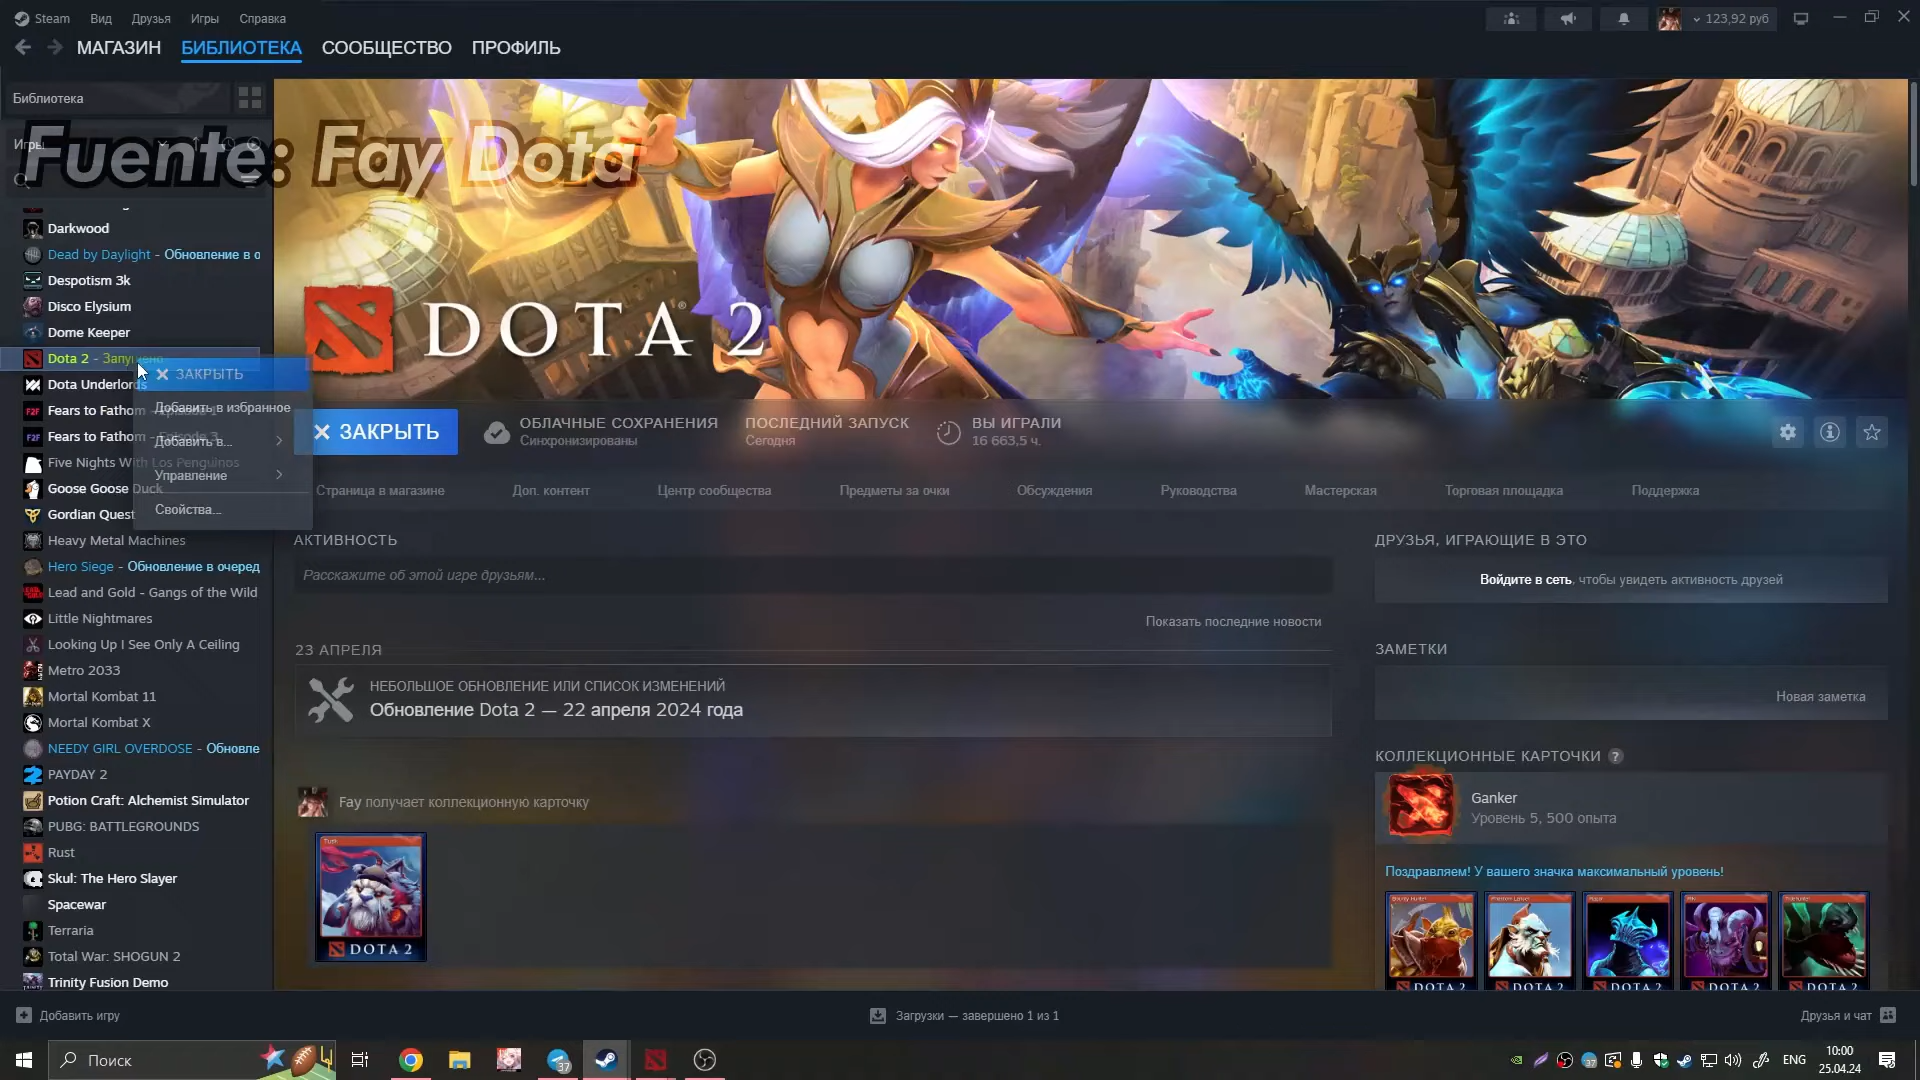 Steam Вид Друзья Игры Справка
123,92 руб
МАГАЗИН БИБЛИОТЕКА СООБЩЕСТВО ПРОФИЛЬ
Библиотека
Игры
Fuente: Fay Dota
Darkwood
Dead by Daylight - Обновление в о
Despotism 3k
Disco Elysium
Dome Keeper
Dota 2 - Запущено
Dota Underlords
Fears to Fathom
Fears to Fathom - Episode 3
Five Nights With Los Penguinos
Goose Goose Duck
Gordian Quest
Heavy Metal Machines
Hero Siege - Обновление в очеред
Lead and Gold - Gangs of the Wild
Little Nightmares
Looking Up I See Only A Ceiling
Metro 2033
Mortal Kombat 11
Mortal Kombat X
NEEDY GIRL OVERDOSE - Обновле
PAYDAY 2
Potion Craft: Alchemist Simulator
PUBG: BATTLEGROUNDS
Rust
Skul: The Hero Slayer
Spacewar
Terraria
Total War: SHOGUN 2
Trinity Fusion Demo
ЗАКРЫТЬ
Добавить в избранное
Добавить в...
Управление
Свойства...
DOTA 2
ЗАКРЫТЬ
ОБЛАЧНЫЕ СОХРАНЕНИЯ
Синхронизированы
ПОСЛЕДНИЙ ЗАПУСК
Сегодня
ВЫ ИГРАЛИ
16 663,5 ч.
Страница в магазине Доп. контент Центр сообщества Предметы за очки Обсуждения Руководства Мастерская Торговая площадка Поддержка
АКТИВНОСТЬ
Расскажите об этой игре друзьям...
Показать последние новости
23 АПРЕЛЯ
НЕБОЛЬШОЕ ОБНОВЛЕНИЕ ИЛИ СПИСОК ИЗМЕНЕНИЙ
Обновление Dota 2 — 22 апреля 2024 года
Fay получает коллекционную карточку
Tusk
DOTA 2
ДРУЗЬЯ, ИГРАЮЩИЕ В ЭТО
Войдите в сеть, чтобы увидеть активность друзей
ЗАМЕТКИ
Новая заметка
КОЛЛЕКЦИОННЫЕ КАРТОЧКИ ?
Ganker
Уровень 5, 500 опыта
Поздравляем! У вашего значка максимальный уровень!
DOTA 2 DOTA 2 DOTA 2 DOTA 2 DOTA 2
Добавить игру
Загрузки — завершено 1 из 1
Друзья и чат
Поиск
37
37
ENG
10:00
25.04.24